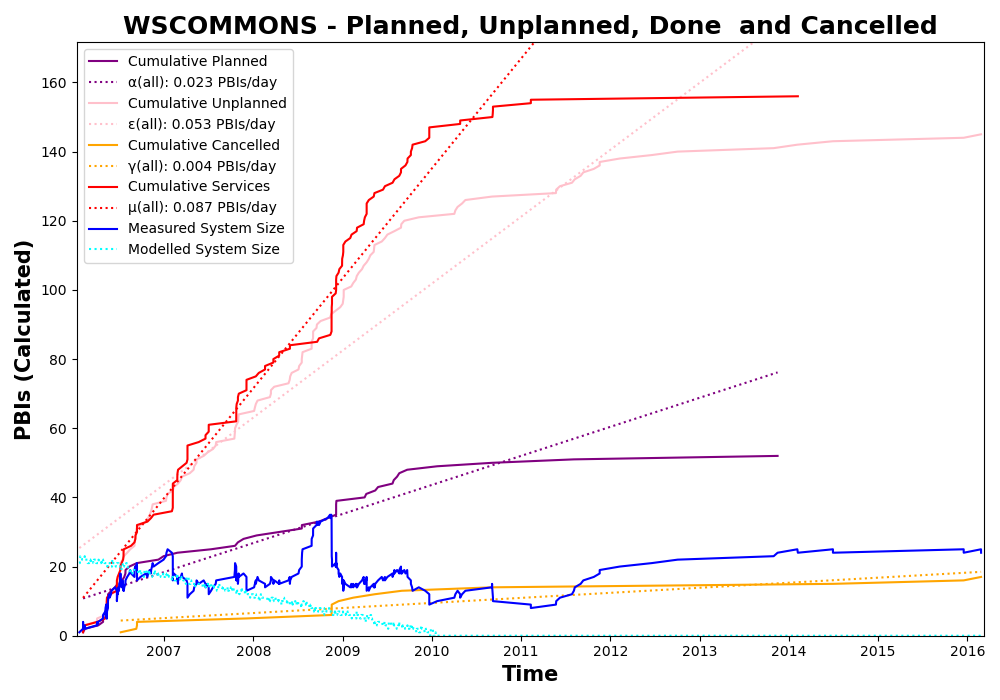 WSCOMMONS - Planned, Unplanned, Done  and Cancelled
Cumulative Planned
α(all): 0.023 PBIs/day
Cumulative Unplanned
ε(all): 0.053 PBIs/day
Cumulative Cancelled
γ(all): 0.004 PBIs/day
Cumulative Services
μ(all): 0.087 PBIs/day
Measured System Size
Modelled System Size
PBIs (Calculated)
160
140
120
100
80
60
40
20
0
2007 2008 2009 2010 2011 2012 2013 2014 2015 2016
Time